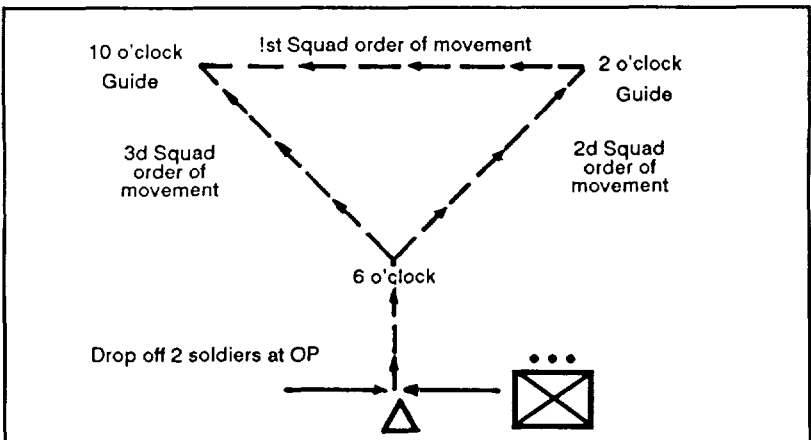 !st Squad order of movement
10 o'clock
Guide
2 o'clock
Guide
3d Squad
order of
movement
2d Squad
order of
movement
6 o'clock
Drop off 2 soldiers at OP